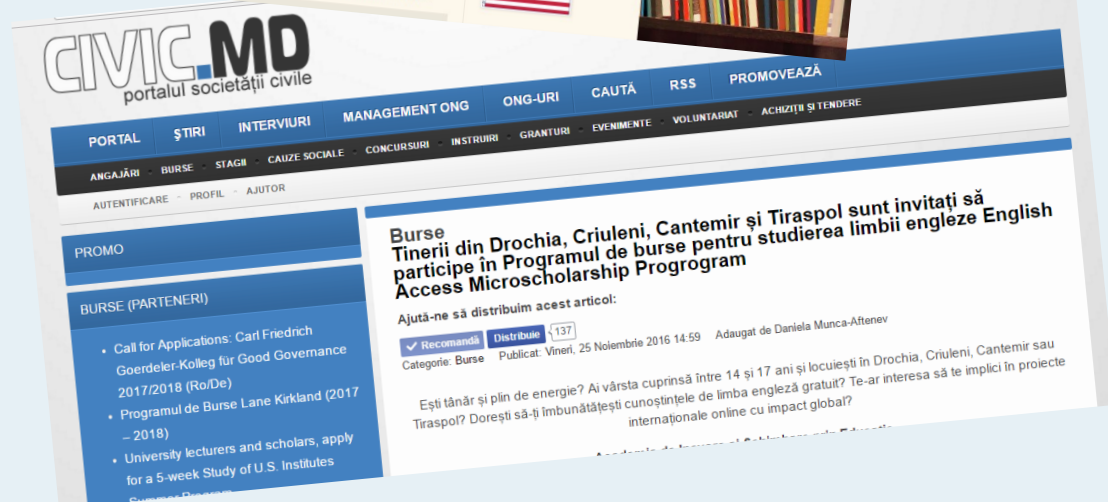 CIVIC.MD
portalul societății civile
PORTAL ȘTIRI INTERVIURI MANAGEMENT ONG ONG-URI CAUTĂ RSS PROMOVEAZĂ
ANGAJĂRI BURSE STAGII CAUZE SOCIALE CONCURSURI INSTRUIRI GRANTURI EVENIMENTE VOLUNTARIAT ACHIZIȚII ȘI TENDERE
AUTENTIFICARE PROFIL AJUTOR
PROMO
BURSE (PARTENERI)
• Call for Applications: Carl Friedrich
Goerdeler-Kolleg für Good Governance
2017/2018 (Ro/De)
• Programul de Burse Lane Kirkland (2017
– 2018)
• University lecturers and scholars, apply
for a 5-week Study of U.S. Institutes
Summer Program
Burse
Tinerii din Drochia, Criuleni, Cantemir și Tiraspol sunt invitați să
participe în Programul de burse pentru studierea limbii engleze English
Access Microscholarship Progrogram
Ajută-ne să distribuim acest articol:
Recomandă Distribuie 137
Categorie: Burse Publicat: Vineri, 25 Noiembrie 2016 14:59 Adaugat de Daniela Munca-Aftenev
Ești tânăr și plin de energie? Ai vârsta cuprinsă între 14 și 17 ani și locuiești în Drochia, Criuleni, Cantemir sau
Tiraspol? Dorești să-ți îmbunătățești cunoștințele de limba engleză gratuit? Te-ar interesa să te implici în proiecte
internaționale online cu impact global?